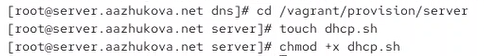 [root@server.aazhukova.net dns]# cd /vagrant/provision/server
[root@server.aazhukova.net server]# touch dhcp.sh
[root@server.aazhukova.net server]# chmod +x dhcp.sh